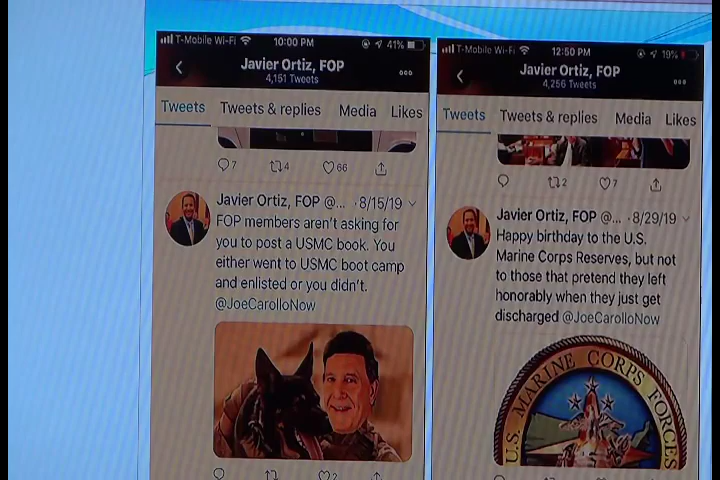 T-Mobile Wi-Fi 10:00 PM 41%
Javier Ortiz, FOP
4,151 Tweets
Tweets Tweets & replies Media Likes
7 4 66
Javier Ortiz, FOP @... · 8/15/19
FOP members aren't asking for
you to post a USMC book. You
either went to USMC boot camp
and enlisted or you didn't.
@JoeCarolloNow
2
T-Mobile Wi-Fi 12:50 PM 19%
Javier Ortiz, FOP
4,256 Tweets
Tweets Tweets & replies Media Likes
2 7
Javier Ortiz, FOP @... · 8/29/19
Happy birthday to the U.S.
Marine Corps Reserves, but not
to those that pretend they left
honorably when they just get
discharged @JoeCarolloNow
U.S. MARINE CORPS FORCES